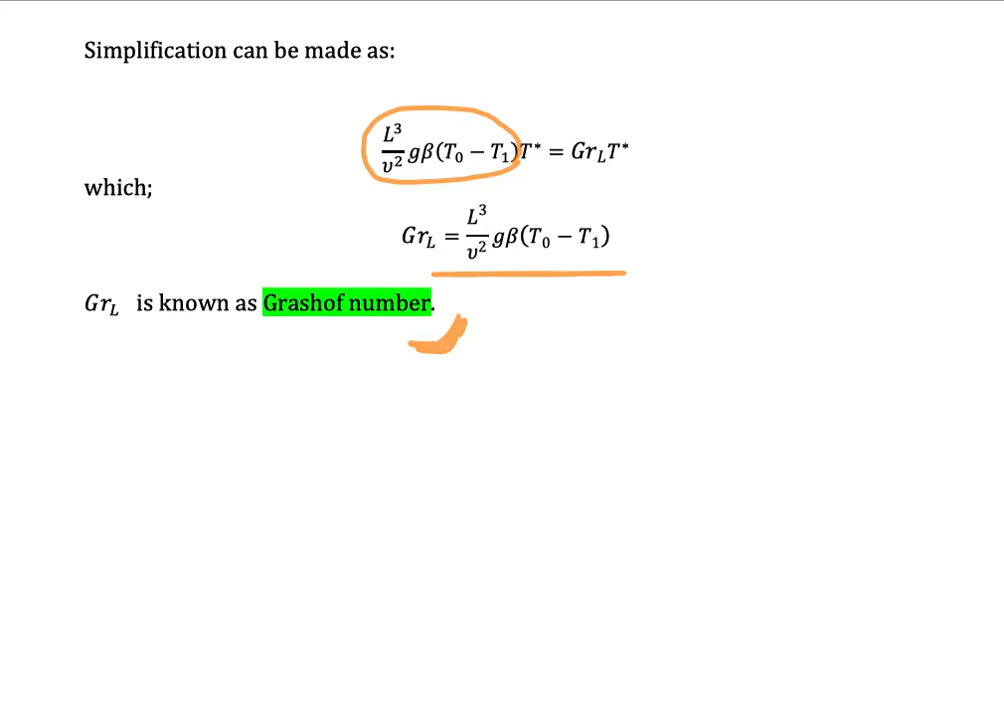 Simplification can be made as:
L³/υ² gβ(T₀ − T₁)T* = Gr_L T*
which;
Gr_L = L³/υ² gβ(T₀ − T₁)
Gr_L is known as Grashof number.